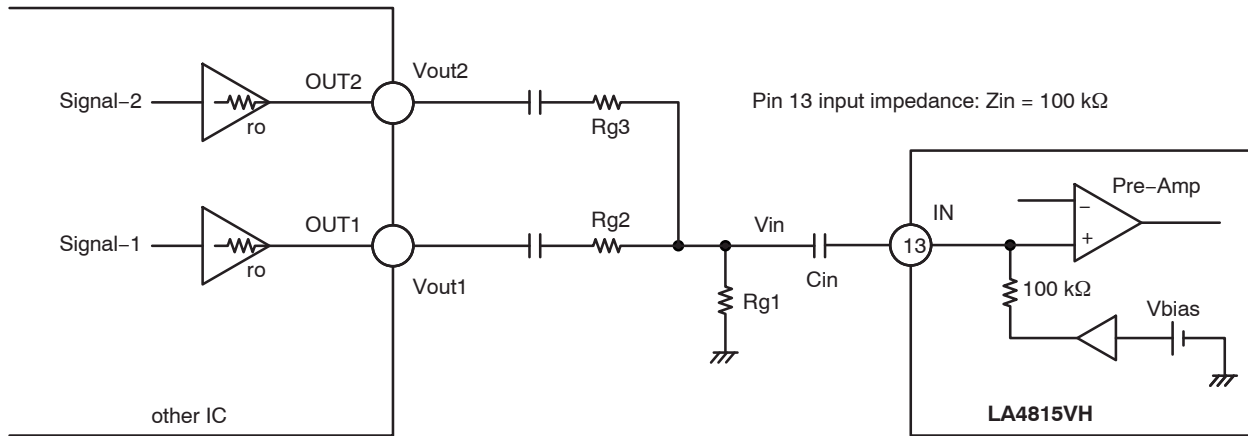 Signal−2
ro
OUT2
Vout2
Rg3
Pin 13 input impedance: Zin = 100 kΩ
Signal−1
ro
OUT1
Vout1
Rg2
Vin
Cin
Rg1
IN
13
Pre−Amp
−
+
100 kΩ
Vbias
other IC
LA4815VH